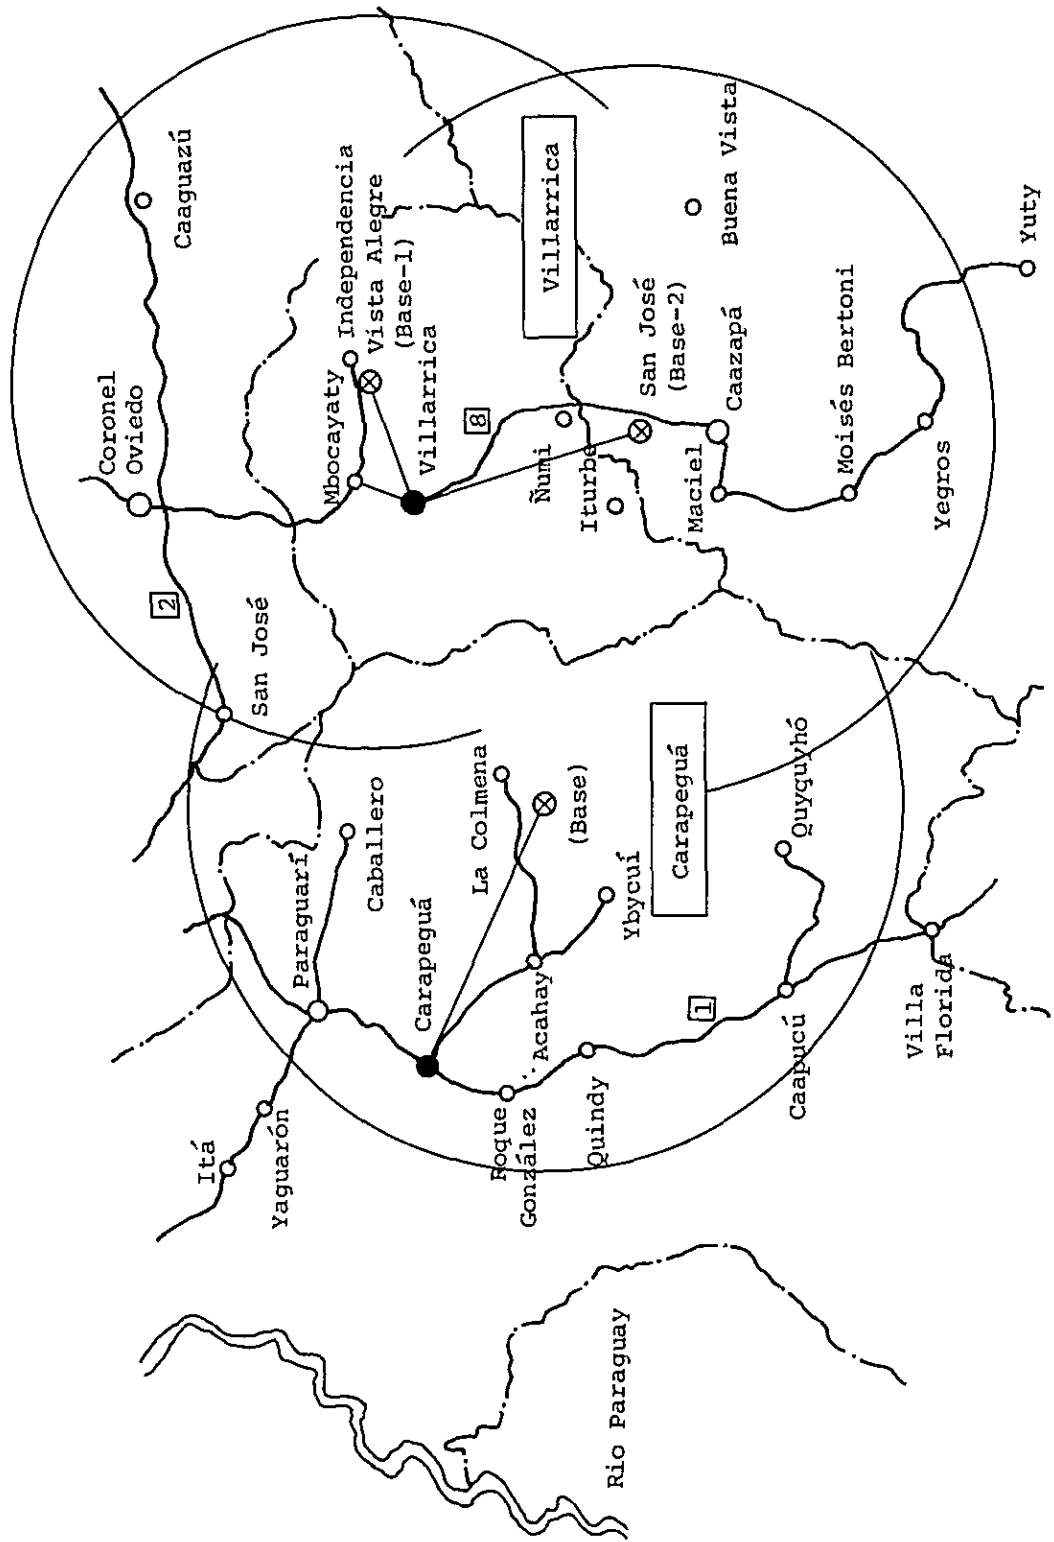 Coronel
Oviedo
Caaguazú
2
San José
Mbocayaty
Independencia
Vista Alegre
(Base-1)
Villarrica
8
Villarrica
Ñumi
Iturbe
San José
(Base-2)
Maciel
Caazapá
Buena Vista
Moisés Bertoni
Yegros
Yuty
Itá
Yaguarón
Paraguarí
Caballero
Carapeguá
La Colmena
(Base)
Ybycuí
Acahay
Roque
González
Quindy
Carapeguá
1
Caapucú
Quyquyhó
Villa
Florida
Rio Paraguay